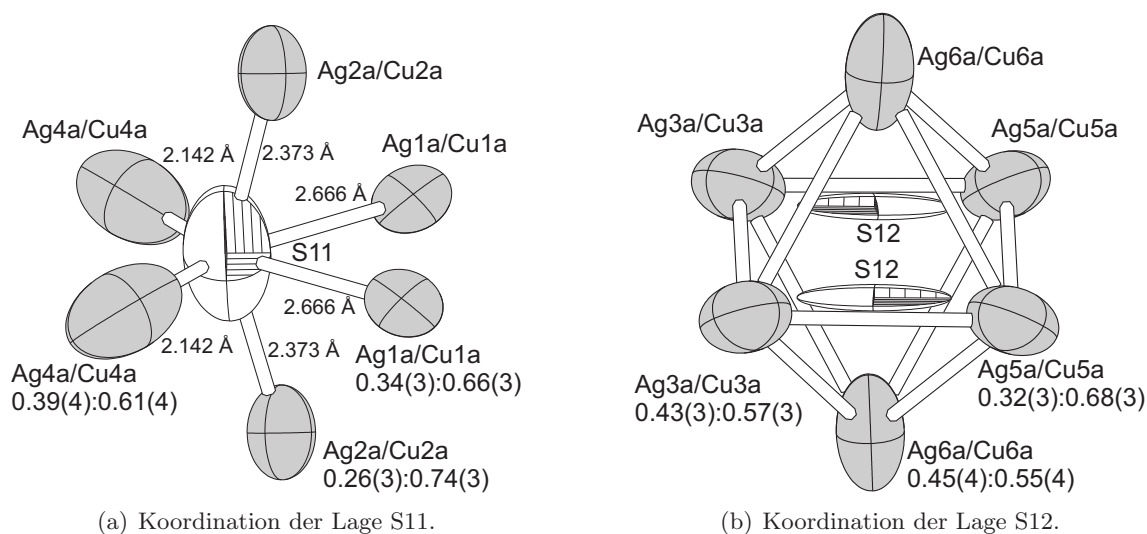 Ag2a/Cu2a
Ag4a/Cu4a
2.142 Å
2.373 Å
Ag1a/Cu1a
2.666 Å
S11
2.666 Å
2.142 Å
2.373 Å
Ag1a/Cu1a
0.34(3):0.66(3)
Ag4a/Cu4a
0.39(4):0.61(4)
Ag2a/Cu2a
0.26(3):0.74(3)
(a) Koordination der Lage S11.
Ag6a/Cu6a
Ag3a/Cu3a
Ag5a/Cu5a
S12
S12
Ag3a/Cu3a
0.43(3):0.57(3)
Ag5a/Cu5a
0.32(3):0.68(3)
Ag6a/Cu6a
0.45(4):0.55(4)
(b) Koordination der Lage S12.